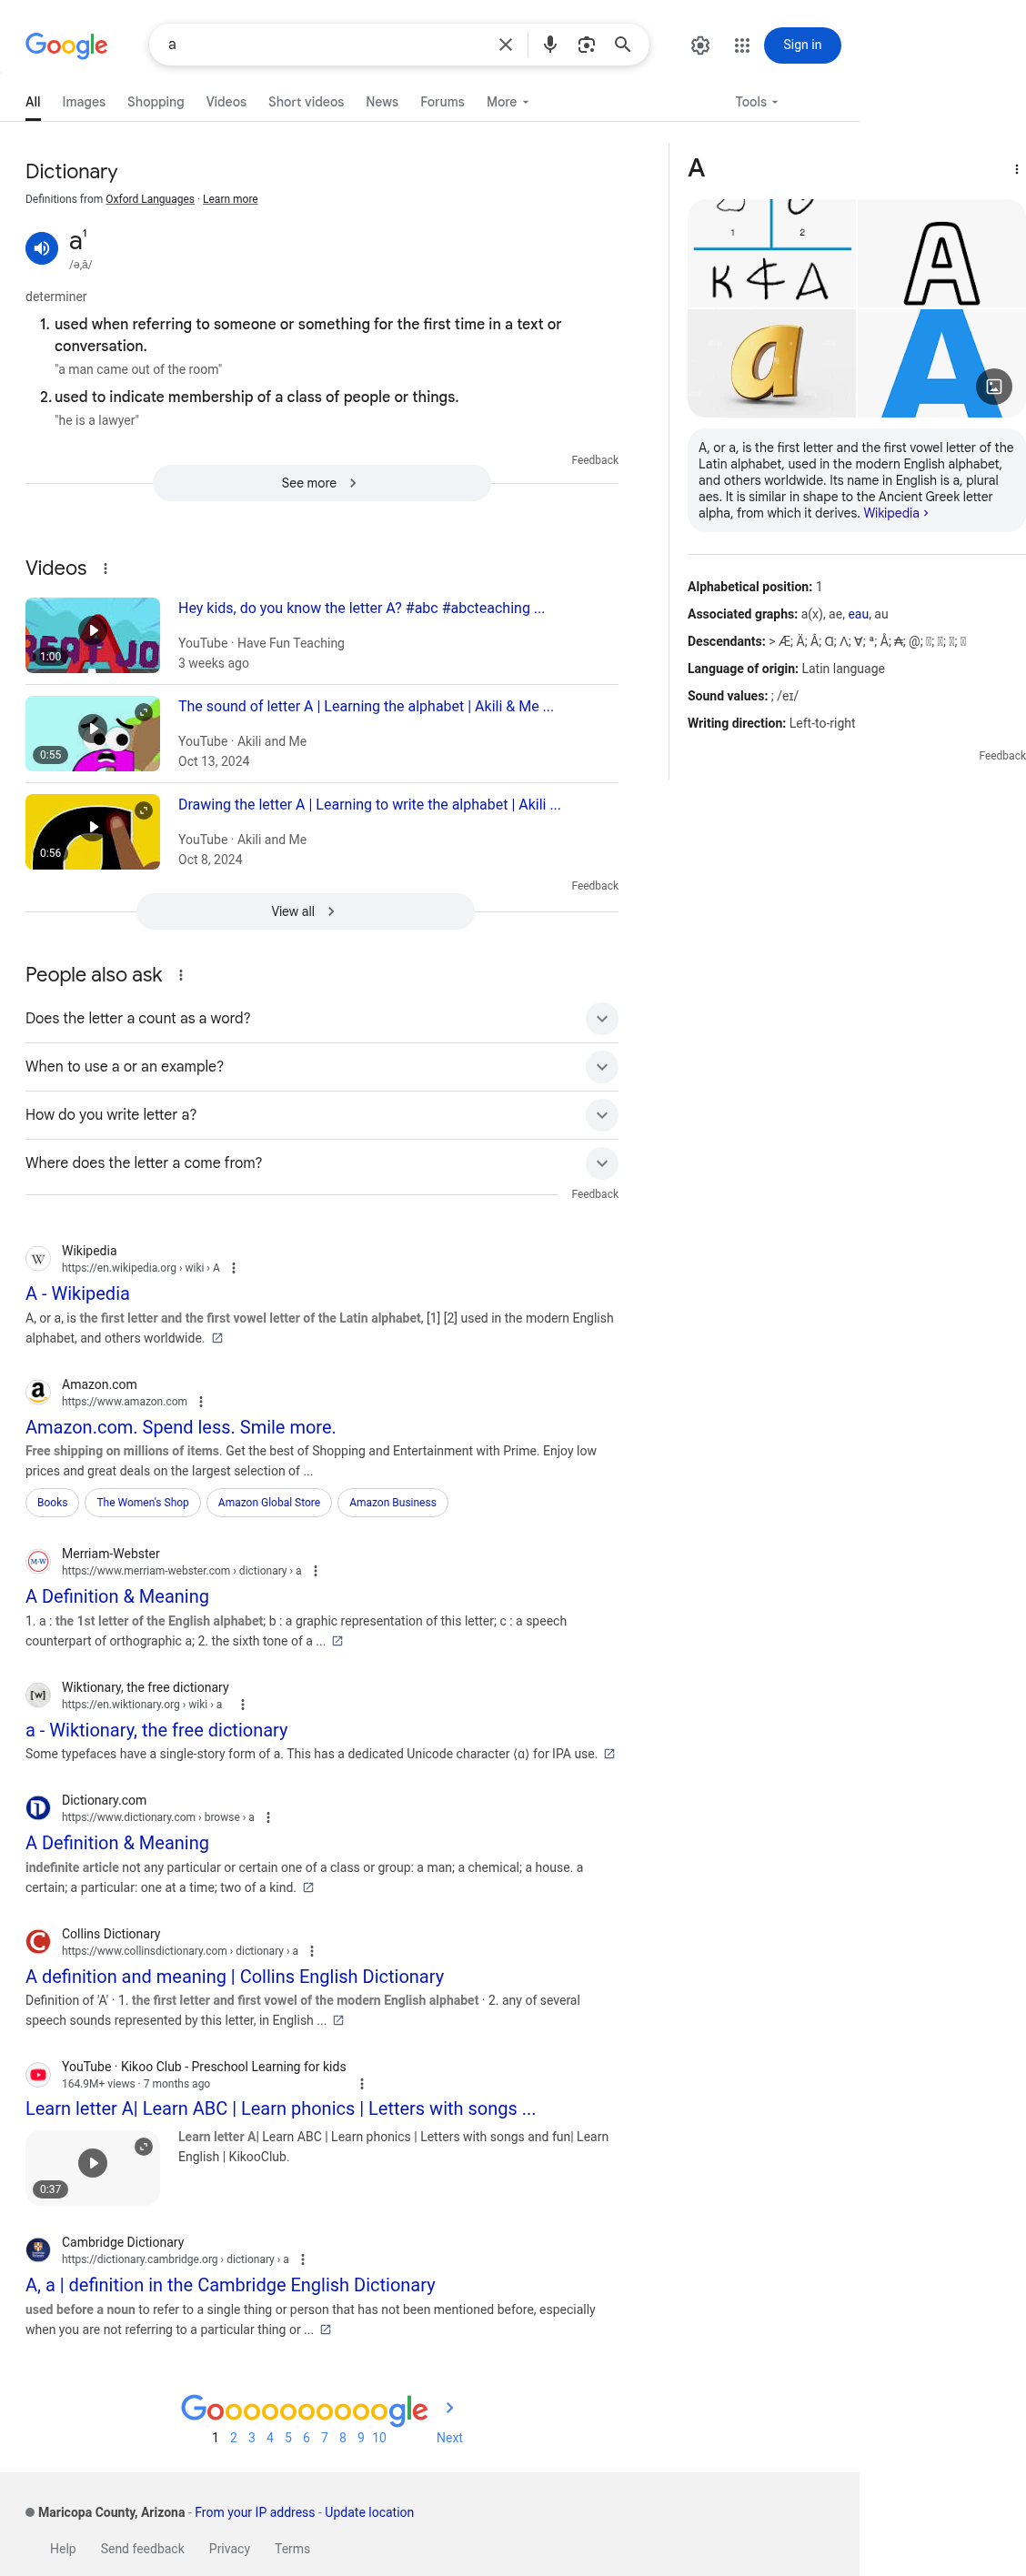 Google
a
Sign in
All
Images
Shopping
Videos
Short videos
News
Forums
More
Tools
Dictionary
Definitions from Oxford Languages · Learn more
a¹
/ə,ā/
determiner
1. used when referring to someone or something for the first time in a text or
conversation.
"a man came out of the room"
2. used to indicate membership of a class of people or things.
"he is a lawyer"
Feedback
See more
Videos
1:00
Hey kids, do you know the letter A? #abc #abcteaching ...
YouTube · Have Fun Teaching
3 weeks ago
0:55
The sound of letter A | Learning the alphabet | Akili & Me ...
YouTube · Akili and Me
Oct 13, 2024
0:56
Drawing the letter A | Learning to write the alphabet | Akili ...
YouTube · Akili and Me
Oct 8, 2024
Feedback
View all
People also ask
Does the letter a count as a word?
When to use a or an example?
How do you write letter a?
Where does the letter a come from?
Feedback
Wikipedia
https://en.wikipedia.org › wiki › A
A - Wikipedia
A, or a, is the first letter and the first vowel letter of the Latin alphabet, [1] [2] used in the modern English
alphabet, and others worldwide.
Amazon.com
https://www.amazon.com
Amazon.com. Spend less. Smile more.
Free shipping on millions of items. Get the best of Shopping and Entertainment with Prime. Enjoy low
prices and great deals on the largest selection of ...
Books
The Women's Shop
Amazon Global Store
Amazon Business
Merriam-Webster
https://www.merriam-webster.com › dictionary › a
A Definition & Meaning
1. a : the 1st letter of the English alphabet; b : a graphic representation of this letter; c : a speech
counterpart of orthographic a; 2. the sixth tone of a ...
Wiktionary, the free dictionary
https://en.wiktionary.org › wiki › a
a - Wiktionary, the free dictionary
Some typefaces have a single-story form of a. This has a dedicated Unicode character ⟨ɑ⟩ for IPA use.
Dictionary.com
https://www.dictionary.com › browse › a
A Definition & Meaning
indefinite article not any particular or certain one of a class or group: a man; a chemical; a house. a
certain; a particular: one at a time; two of a kind.
Collins Dictionary
https://www.collinsdictionary.com › dictionary › a
A definition and meaning | Collins English Dictionary
Definition of 'A' · 1. the first letter and first vowel of the modern English alphabet · 2. any of several
speech sounds represented by this letter, in English ...
YouTube · Kikoo Club - Preschool Learning for kids
164.9M+ views · 7 months ago
Learn letter A| Learn ABC | Learn phonics | Letters with songs ...
0:37
Learn letter A| Learn ABC | Learn phonics | Letters with songs and fun| Learn
English | KikooClub.
Cambridge Dictionary
https://dictionary.cambridge.org › dictionary › a
A, a | definition in the Cambridge English Dictionary
used before a noun to refer to a single thing or person that has not been mentioned before, especially
when you are not referring to a particular thing or ...
Goooooooooogle
1 2 3 4 5 6 7 8 9 10 Next
Maricopa County, Arizona - From your IP address - Update location
Help
Send feedback
Privacy
Terms
A
1
2
A
a
A
A, or a, is the first letter and the first vowel letter of the
Latin alphabet, used in the modern English alphabet,
and others worldwide. Its name in English is a, plural
aes. It is similar in shape to the Ancient Greek letter
alpha, from which it derives. Wikipedia
Alphabetical position: 1
Associated graphs: a(x), ae, eau, au
Descendants: > Æ; Ä; Â; Ɑ; Λ; Ɐ; ª; Å; ₳; @;
Language of origin: Latin language
Sound values: ; /eɪ/
Writing direction: Left-to-right
Feedback